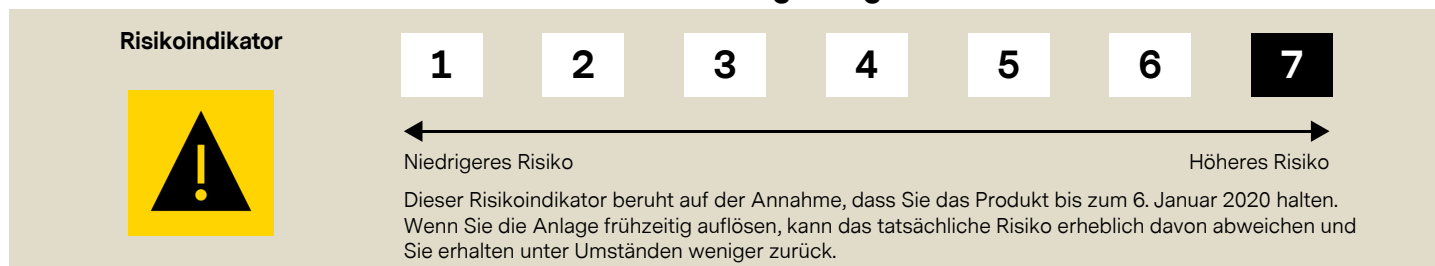 Risikoindikator
1 2 3 4 5 6 7
Niedrigeres Risiko Höheres Risiko
Dieser Risikoindikator beruht auf der Annahme, dass Sie das Produkt bis zum 6. Januar 2020 halten.
Wenn Sie die Anlage frühzeitig auflösen, kann das tatsächliche Risiko erheblich davon abweichen und
Sie erhalten unter Umständen weniger zurück.